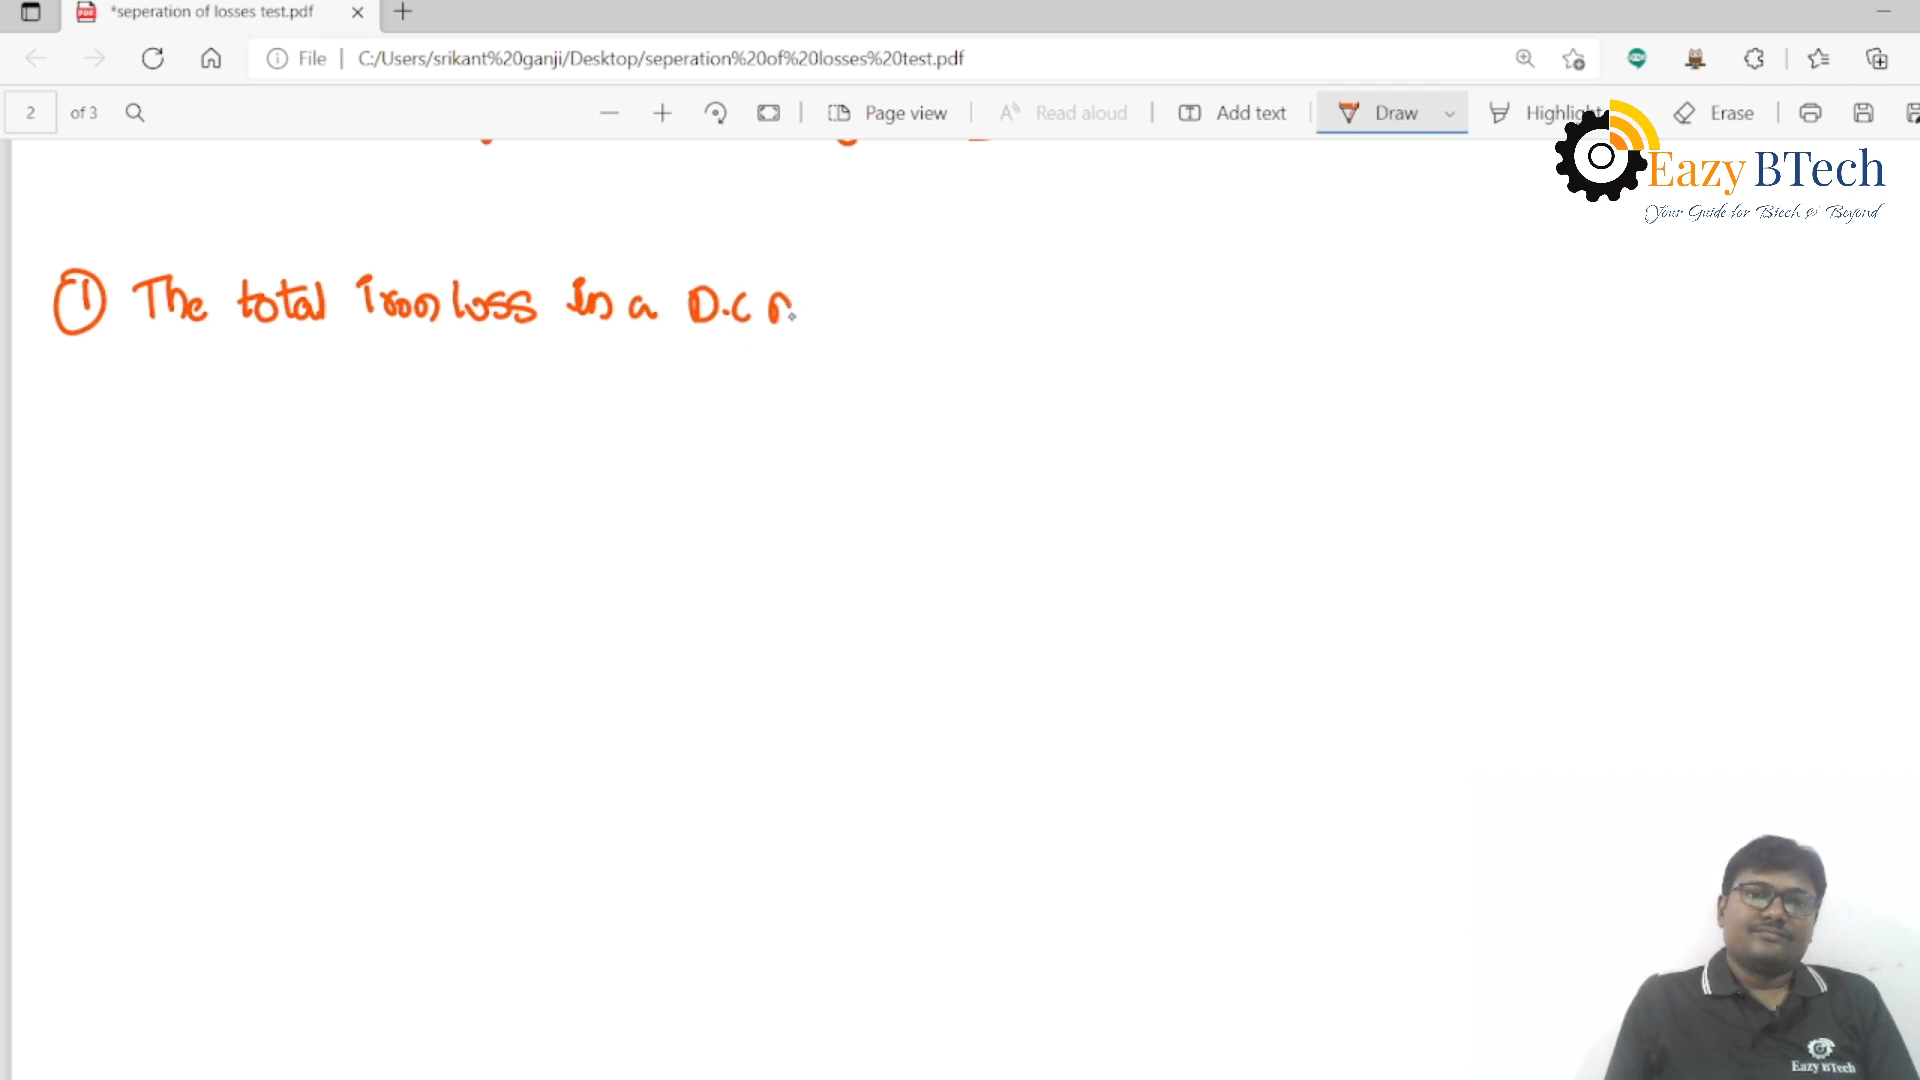 *seperation of losses test.pdf
File | C:/Users/srikant%20ganji/Desktop/seperation%20of%20losses%20test.pdf
2 of 3 Page view Read aloud Add text Draw Highlight Erase
Eazy BTech
Your Guide for Btech & Beyond
① The total Iron loss in a D.C
Eazy BTech